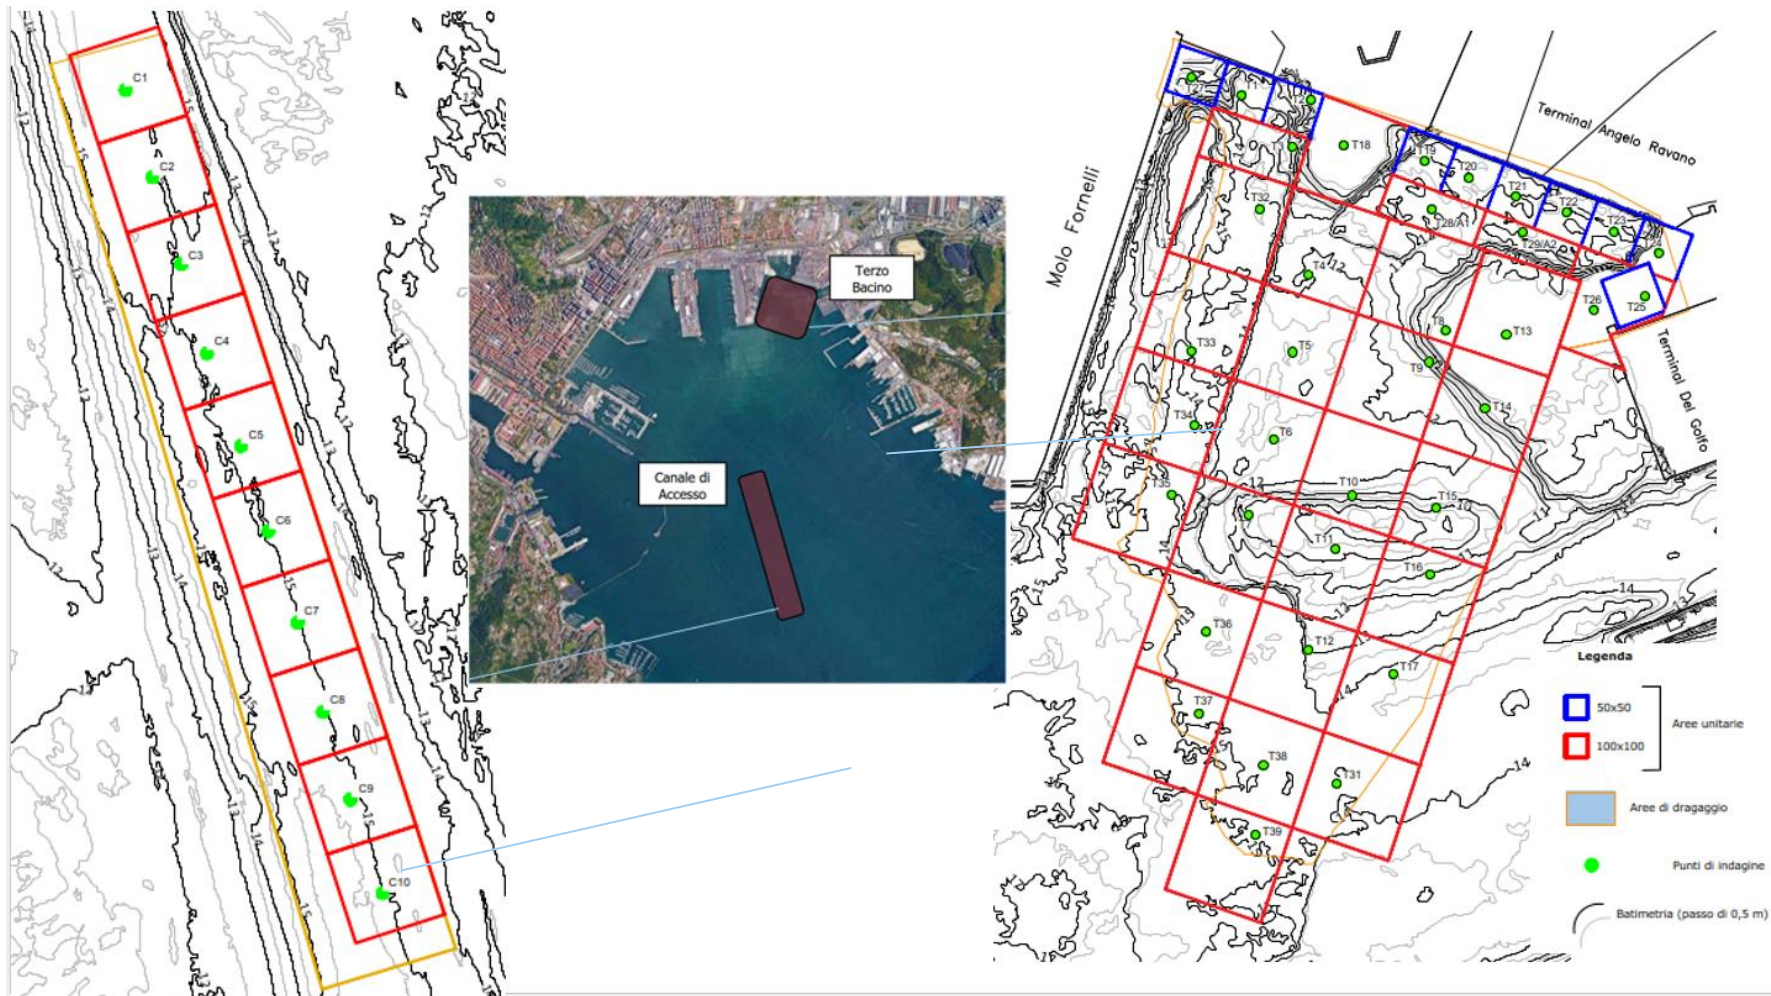 C1
C2
C3
C4
C5
C6
C7
C8
C9
C10
Terzo
Bacino
Canale di
Accesso
Molo Fornelli
Terminal Angelo Ravano
Terminal Del Golfo
T27
T1
T2
T3
T18
T19
T20
T21
T22
T23
T32
T28/A1
T29/A2
T4
T26
T25
T33
T5
T8
T13
T9
T14
T34
T6
T35
T10
T15
T11
T16
T36
T12
T17
T37
T38
T31
T39
Legenda
50x50
100x100
Aree unitarie
Aree di dragaggio
Punti di indagine
Batimetria (passo di 0,5 m)